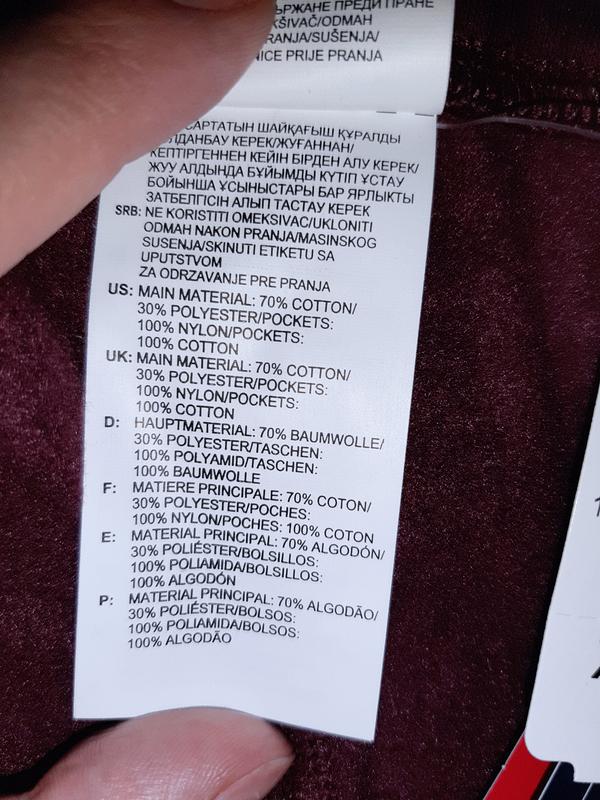 ПРЕДИ ПРАНЕ
KŠIVAČ/ODMAH
PRIJE PRANJA
САРТАТЫН ШАЙҚАҒЫШ ҚҰРАЛДЫ
КЕРЕК/ЖУҒАННАН/
КЕПТІРГЕННЕН КЕЙІН БІРДЕН АЛУ КЕРЕК/
ЖУУ АЛДЫНДА БҰЙЫМДЫ КҮТІП ҰСТАУ
БОЙЫНША ҰСЫНЫСТАРЫ БАР ЯРЛЫКТЫ
ЗАТБЕЛГІСІН АЛЫП ТАСТАУ КЕРЕК
SRB: NE KORISTITI OMEKSIVAC/UKLONITI
ODMAH NAKON PRANJA/MASINSKOG
SUSENJA/SKINUTI ETIKETU SA
UPUTSTVOM
ZA ODRZAVANJE PRE PRANJA
US: MAIN MATERIAL: 70% COTTON/
30% POLYESTER/POCKETS:
100% NYLON/POCKETS:
100% COTTON
UK: MAIN MATERIAL: 70% COTTON/
30% POLYESTER/POCKETS:
100% NYLON/POCKETS:
100% COTTON
D: HAUPTMATERIAL: 70% BAUMWOLLE/
30% POLYESTER/TASCHEN:
100% POLYAMID/TASCHEN:
100% BAUMWOLLE
F: MATIERE PRINCIPALE: 70% COTON/
30% POLYESTER/POCHES:
100% NYLON/POCHES: 100% COTON
E: MATERIAL PRINCIPAL: 70% ALGODÓN/
30% POLIÉSTER/BOLSILLOS:
100% POLIAMIDA/BOLSILLOS:
100% ALGODÓN
P: MATERIAL PRINCIPAL: 70% ALGODÃO/
30% POLIÉSTER/BOLSOS:
100% POLIAMIDA/BOLSOS:
100% ALGODÃO